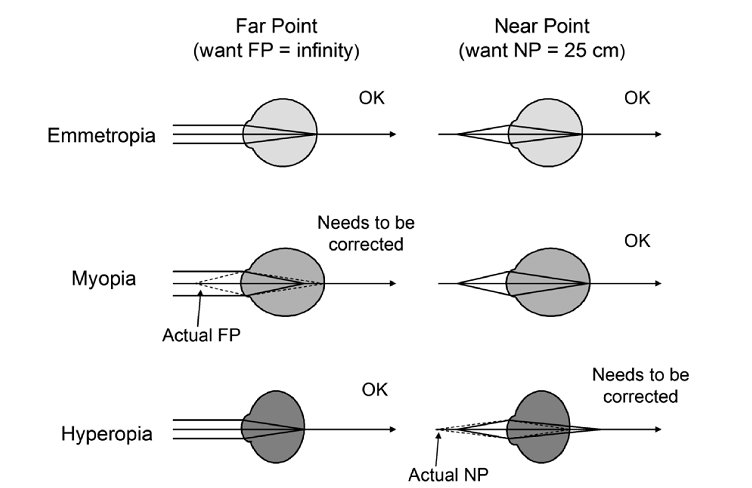 Far Point
(want FP = infinity)
Near Point
(want NP = 25 cm)
Emmetropia
OK
OK
Myopia
Needs to be
corrected
OK
Actual FP
Hyperopia
OK
Needs to be
corrected
Actual NP